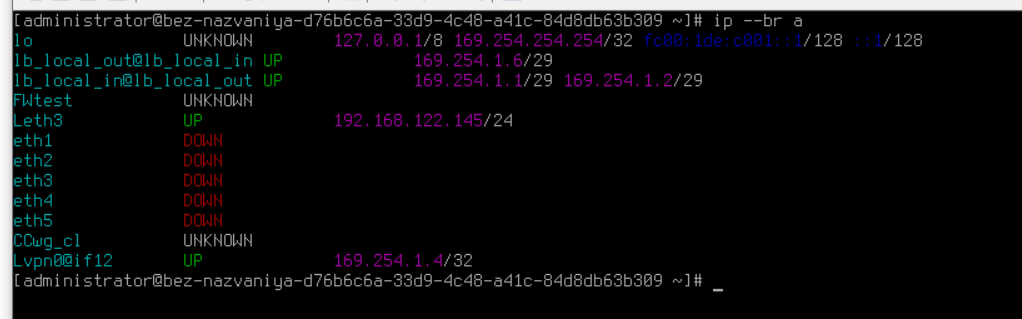 [administrator@bez-nazvaniya-d76b6c6a-33d9-4c48-a41c-84d8db63b309 ~]# ip --br a
lo UNKNOWN 127.0.0.1/8 169.254.254.254/32 fc00:1de:c001::1/128 ::1/128
lb_local_out@lb_local_in UP 169.254.1.6/29
lb_local_in@lb_local_out UP 169.254.1.1/29 169.254.1.2/29
FWtest UNKNOWN
Leth3 UP 192.168.122.145/24
eth1 DOWN
eth2 DOWN
eth3 DOWN
eth4 DOWN
eth5 DOWN
CCwg_cl UNKNOWN
Lvpn0@if12 UP 169.254.1.4/32
[administrator@bez-nazvaniya-d76b6c6a-33d9-4c48-a41c-84d8db63b309 ~]# _